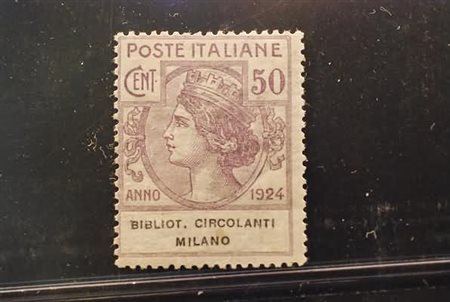 POSTE ITALIANE
CENT. 50
ANNO 1924
BIBLIOT. CIRCOLANTI
MILANO